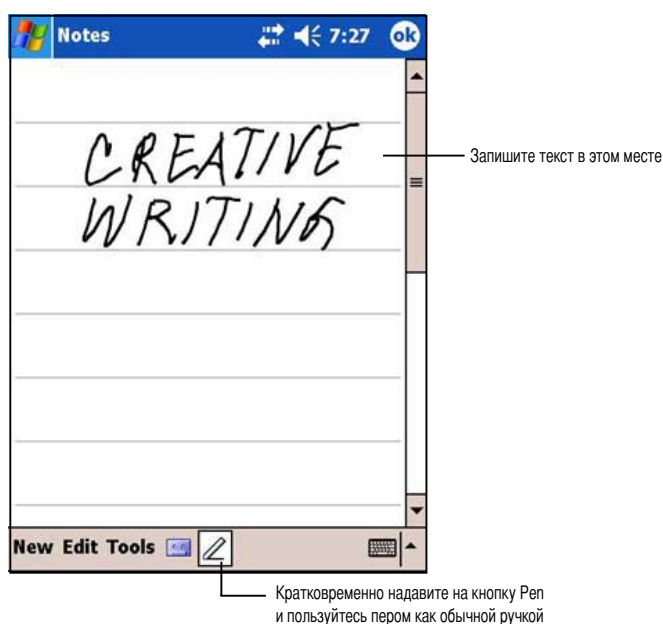 Notes 7:27 ok
CREATIVE
WRITING
Запишите текст в этом месте
New Edit Tools
Кратковременно надавите на кнопку Pen
и пользуйтесь пером как обычной ручкой